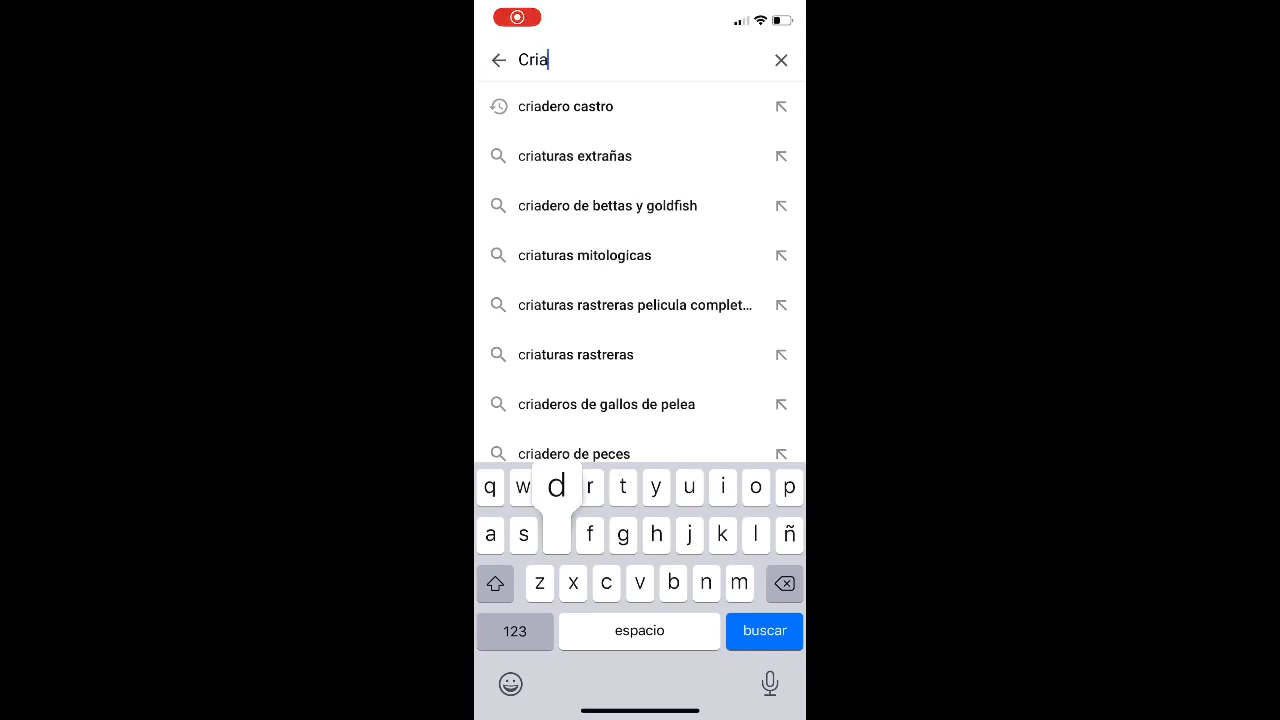 Cria
criadero castro
criaturas extrañas
criadero de bettas y goldfish
criaturas mitologicas
criaturas rastreras pelicula complet...
criaturas rastreras
criaderos de gallos de pelea
criadero de peces
q w d r t y u i o p
a s f g h j k l ñ
z x c v b n m
123 espacio buscar